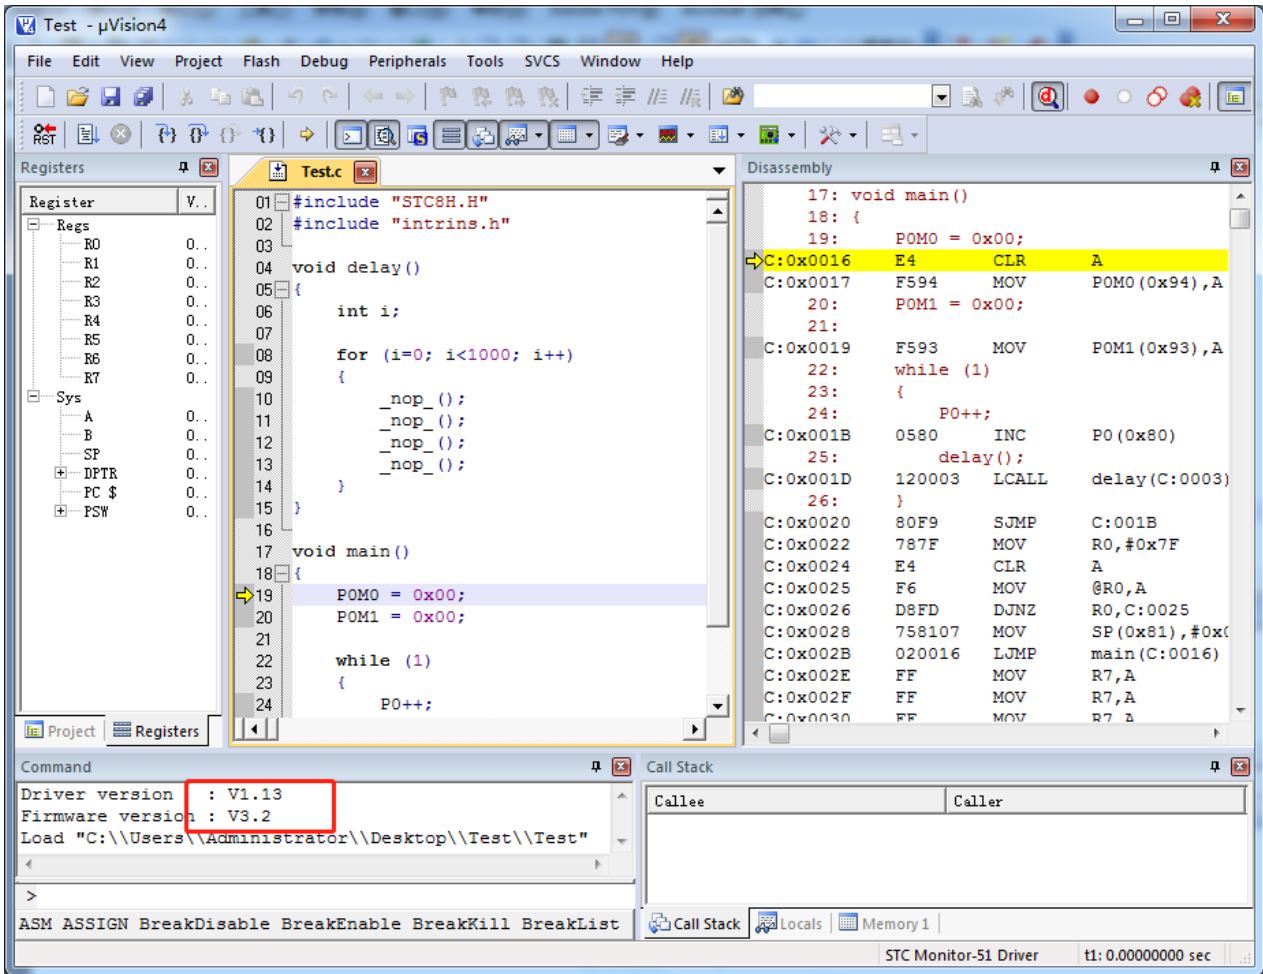 Test - µVision4
File Edit View Project Flash Debug Peripherals Tools SVCS Window Help
RST
Registers
Register V..
Regs
R0 0..
R1 0..
R2 0..
R3 0..
R4 0..
R5 0..
R6 0..
R7 0..
Sys
A 0..
B 0..
SP 0..
DPTR 0..
PC $ 0..
PSW 0..
Project Registers
Test.c
01 #include "STC8H.H"
02 #include "intrins.h"
03
04 void delay()
05 {
06 int i;
07
08 for (i=0; i<1000; i++)
09 {
10 _nop_();
11 _nop_();
12 _nop_();
13 _nop_();
14 }
15 }
16
17 void main()
18 {
19 P0M0 = 0x00;
20 P0M1 = 0x00;
21
22 while (1)
23 {
24 P0++;
Disassembly
17: void main()
18: {
19: P0M0 = 0x00;
C:0x0016 E4 CLR A
C:0x0017 F594 MOV P0M0(0x94),A
20: P0M1 = 0x00;
21:
C:0x0019 F593 MOV P0M1(0x93),A
22: while (1)
23: {
24: P0++;
C:0x001B 0580 INC P0(0x80)
25: delay();
C:0x001D 120003 LCALL delay(C:0003)
26: }
C:0x0020 80F9 SJMP C:001B
C:0x0022 787F MOV R0,#0x7F
C:0x0024 E4 CLR A
C:0x0025 F6 MOV @R0,A
C:0x0026 D8FD DJNZ R0,C:0025
C:0x0028 758107 MOV SP(0x81),#0x0
C:0x002B 020016 LJMP main(C:0016)
C:0x002E FF MOV R7,A
C:0x002F FF MOV R7,A
C:0x0030 FF MOV R7,A
Command
Driver version : V1.13
Firmware version : V3.2
Load "C:\\Users\\Administrator\\Desktop\\Test\\Test"
>
ASM ASSIGN BreakDisable BreakEnable BreakKill BreakList
Call Stack
Callee Caller
Call Stack Locals Memory 1
STC Monitor-51 Driver t1: 0.00000000 sec